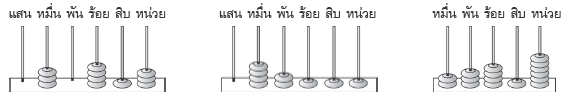 แสน หมื่น พัน ร้อย สิบ หน่วย แสน หมื่น พัน ร้อย สิบ หน่วย หมื่น พัน ร้อย สิบ หน่วย